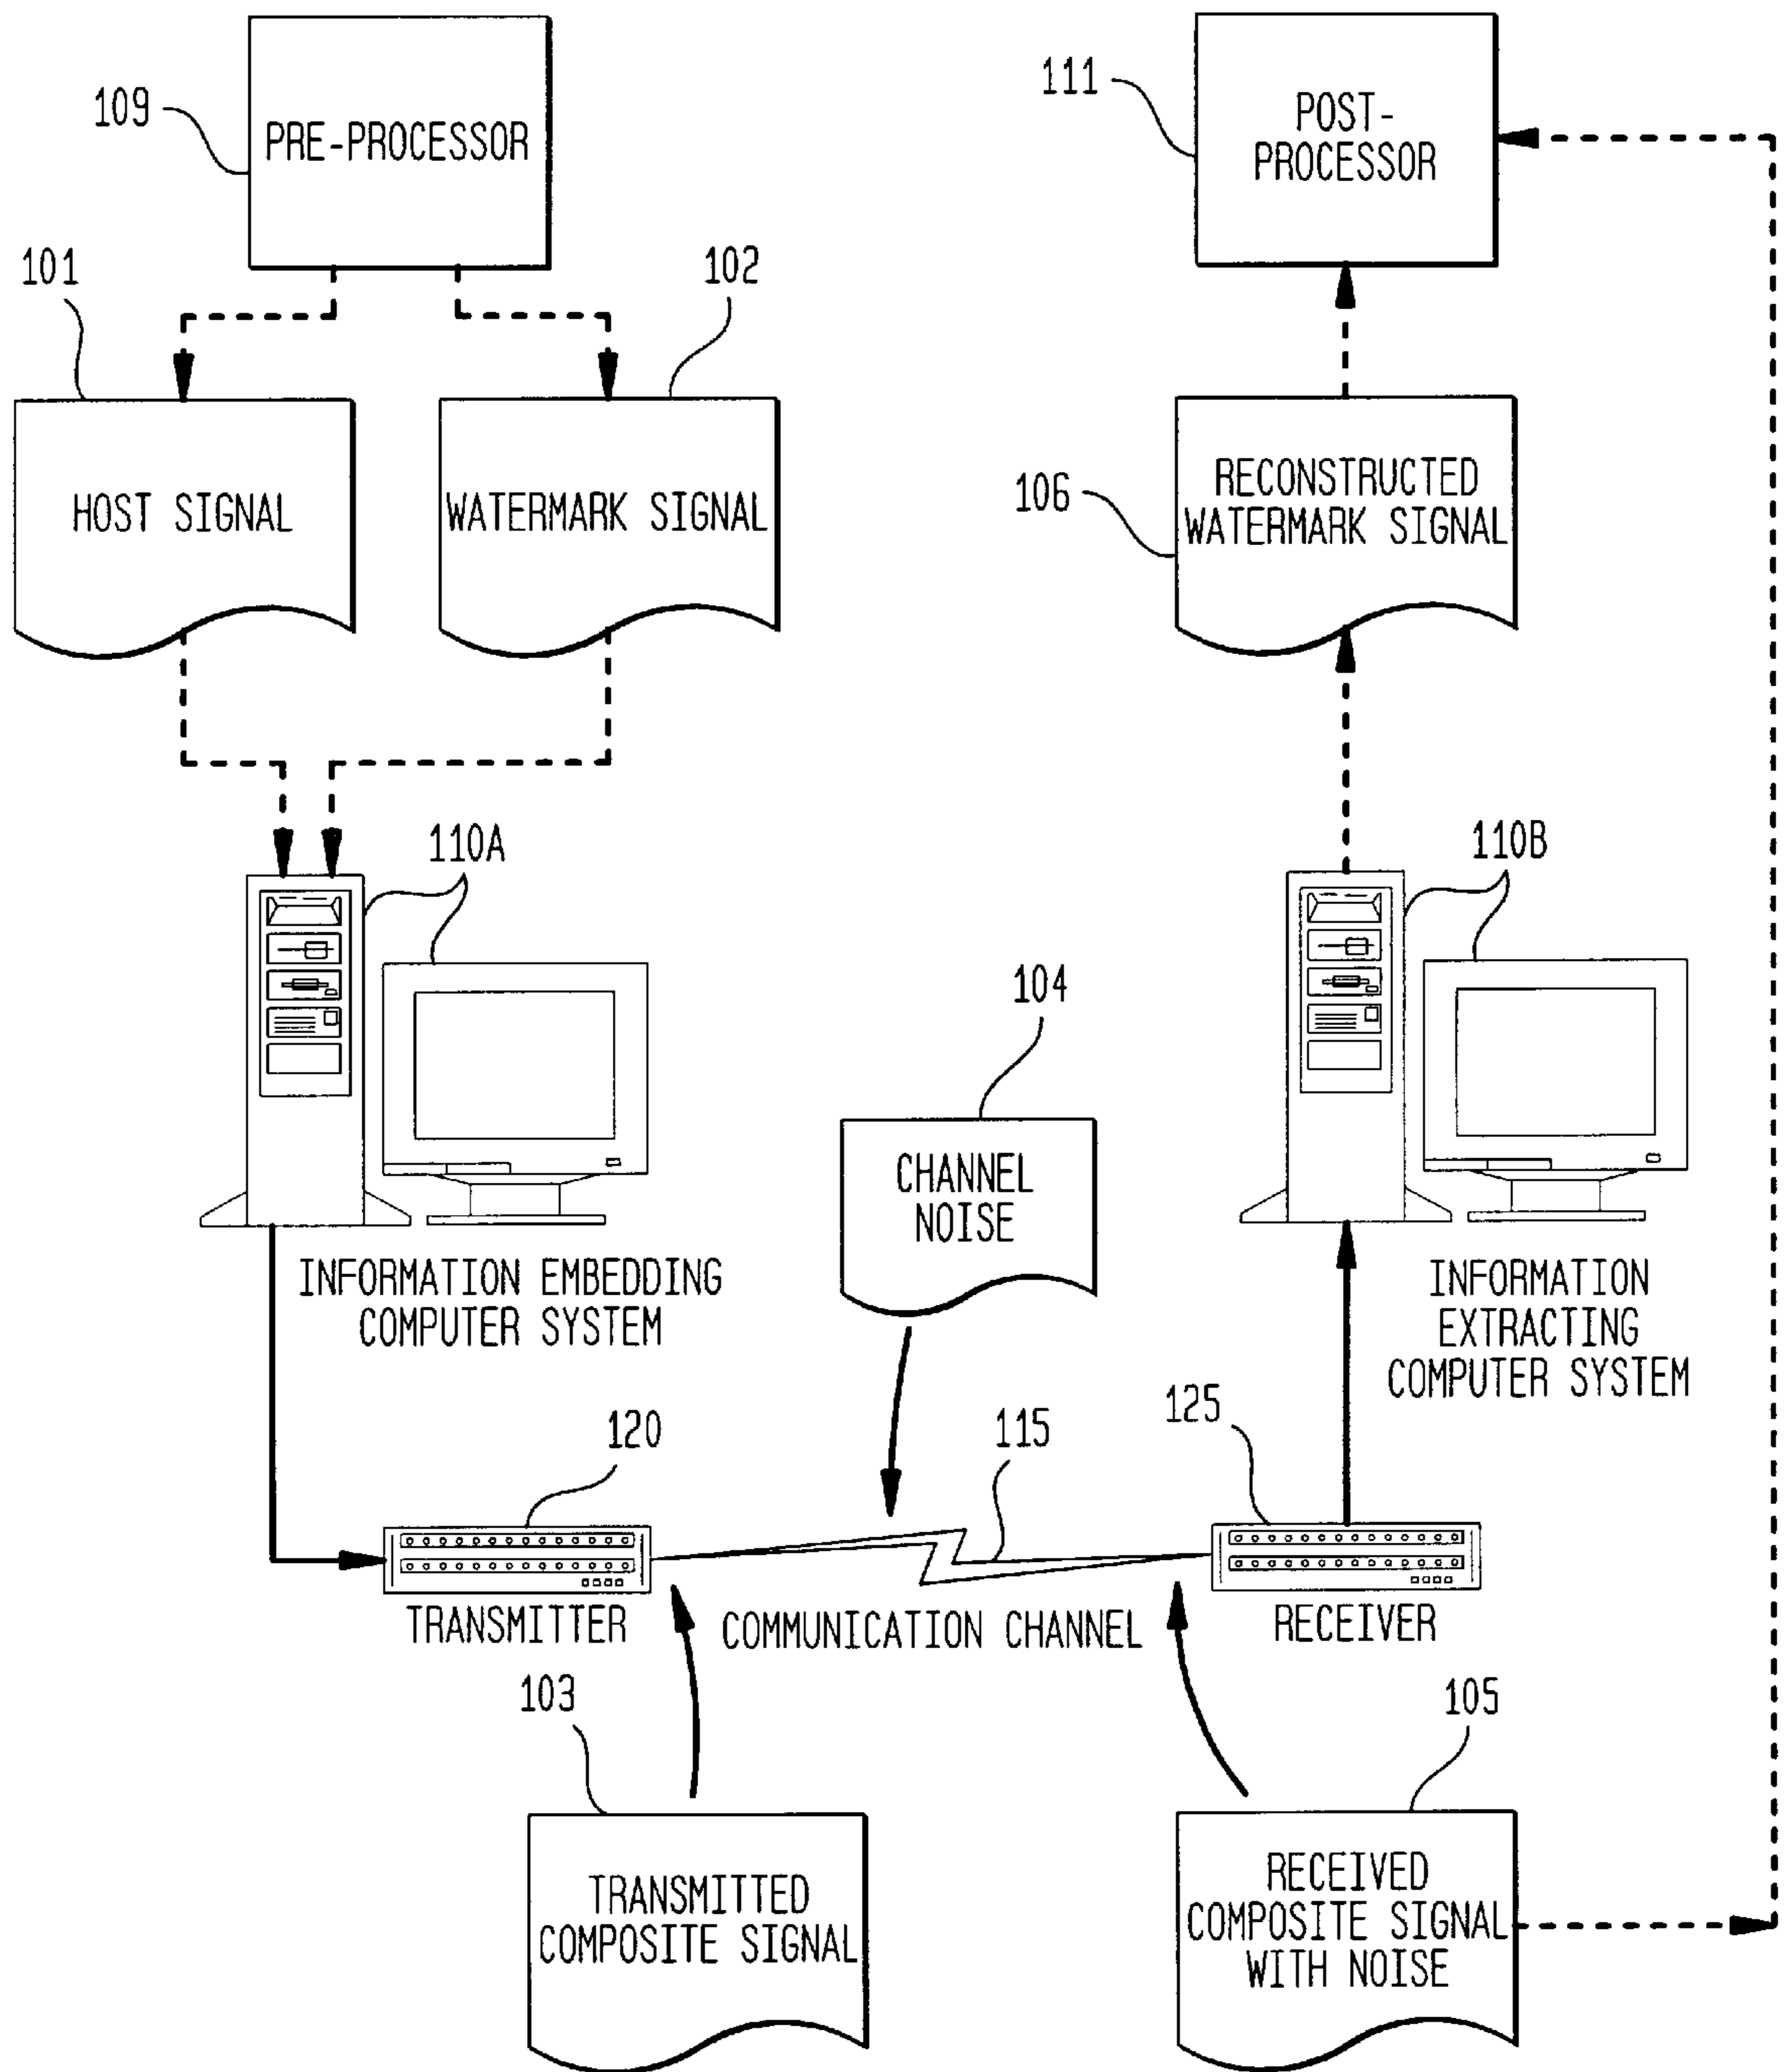 109
PRE-PROCESSOR
111
POST-
PROCESSOR
101
102
HOST SIGNAL
WATERMARK SIGNAL
106
RECONSTRUCTED
WATERMARK SIGNAL
110A
110B
104
CHANNEL
NOISE
INFORMATION EMBEDDING
COMPUTER SYSTEM
INFORMATION
EXTRACTING
COMPUTER SYSTEM
120
115
125
TRANSMITTER
COMMUNICATION CHANNEL
RECEIVER
103
105
TRANSMITTED
COMPOSITE SIGNAL
RECEIVED
COMPOSITE SIGNAL
WITH NOISE